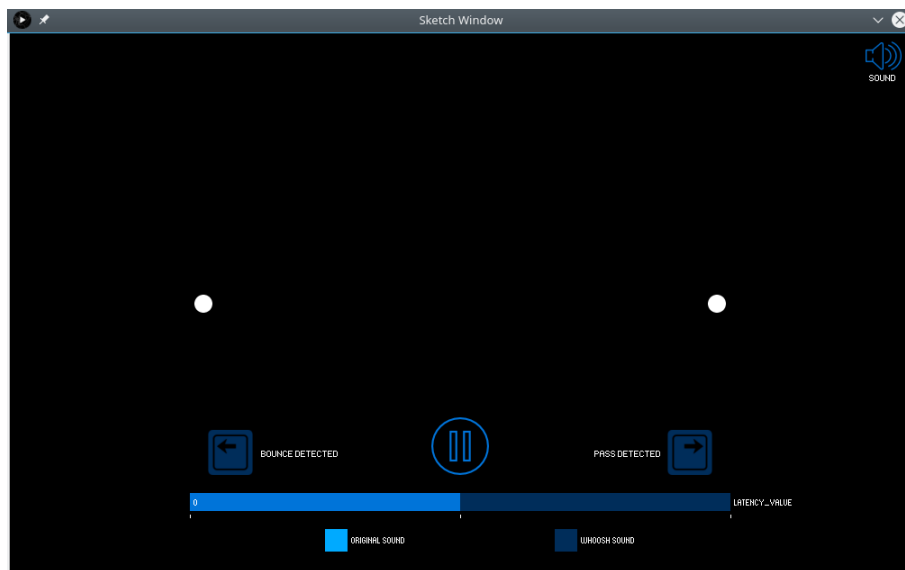 Sketch Window
SOUND
BOUNCE DETECTED
PASS DETECTED
0
LATENCY_VALUE
ORIGINAL SOUND
WHOOSH SOUND